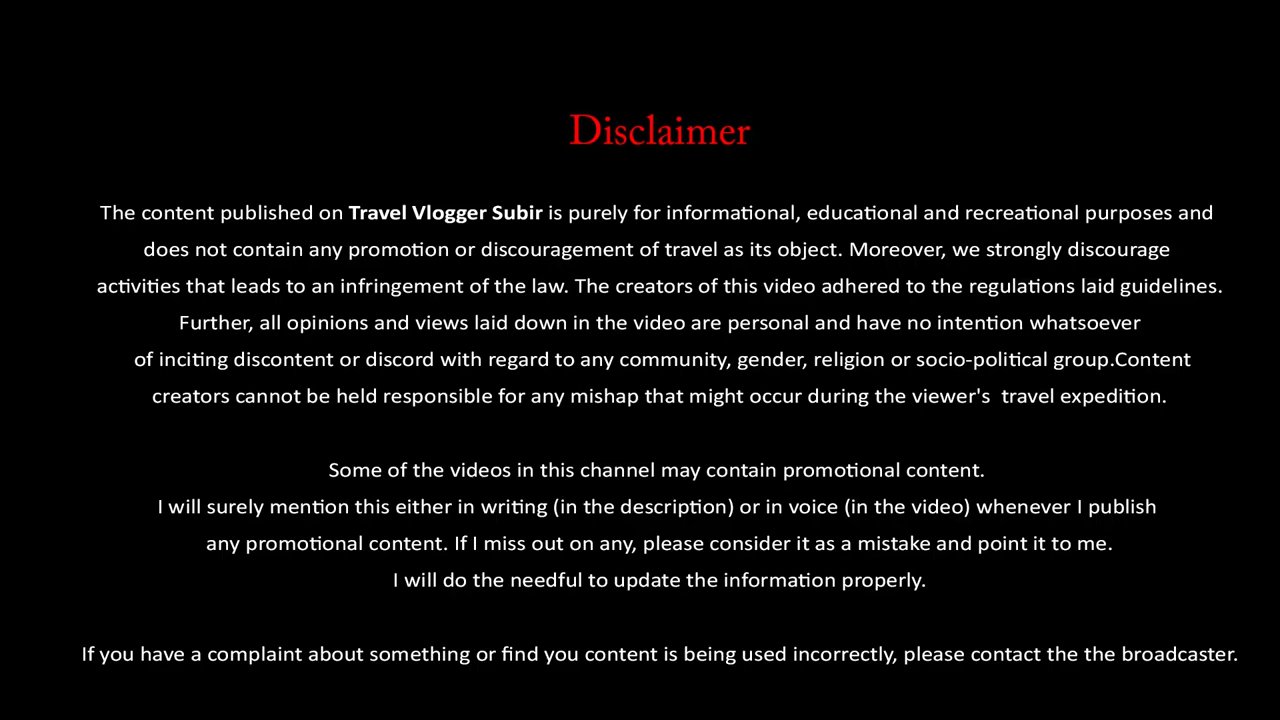 Disclaimer
The content published on Travel Vlogger Subir is purely for informational, educational and recreational purposes and
does not contain any promotion or discouragement of travel as its object. Moreover, we strongly discourage
activities that leads to an infringement of the law. The creators of this video adhered to the regulations laid guidelines.
Further, all opinions and views laid down in the video are personal and have no intention whatsoever
of inciting discontent or discord with regard to any community, gender, religion or socio-political group.Content
creators cannot be held responsible for any mishap that might occur during the viewer's  travel expedition.
Some of the videos in this channel may contain promotional content.
I will surely mention this either in writing (in the description) or in voice (in the video) whenever I publish
any promotional content. If I miss out on any, please consider it as a mistake and point it to me.
I will do the needful to update the information properly.
If you have a complaint about something or find you content is being used incorrectly, please contact the the broadcaster.